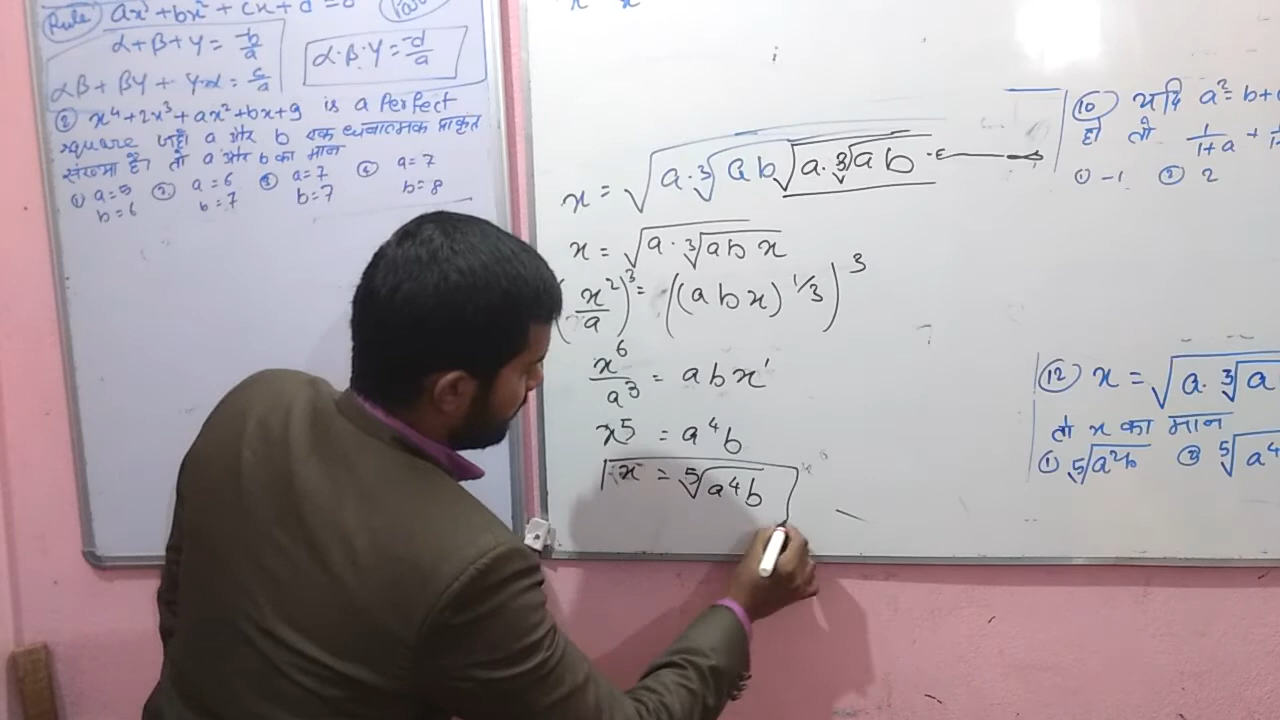 Rule ax³+bx²+cx+d=0
α+β+γ = -b/a
α·β·γ = -d/a
αβ + βγ + γ·α = c/a
② x⁴+2x³+ax²+bx+9 is a Perfect
square जहाँ a और b एक धनात्मक प्राकृत
संख्या है। तो a और b का मान
① a=5 b=6 ② a=6 b=7 ③ a=7 b=7 ④ a=7 b=8
x = √(a·∛(ab√(a·∛(ab
x = √(a·∛(abx))
(x²/a)³ = ((abx)^1/3)³
x⁶/a³ = abx¹
x⁵ = a⁴b
x = ⁵√(a⁴b)
⑩ यदि a² = b+
हो तो 1/(1+a) +
① -1 ② 2
⑫ x = √(a·∛(a
तो x का मान
① ⁵√(a²b) ② ⁵√(a⁴